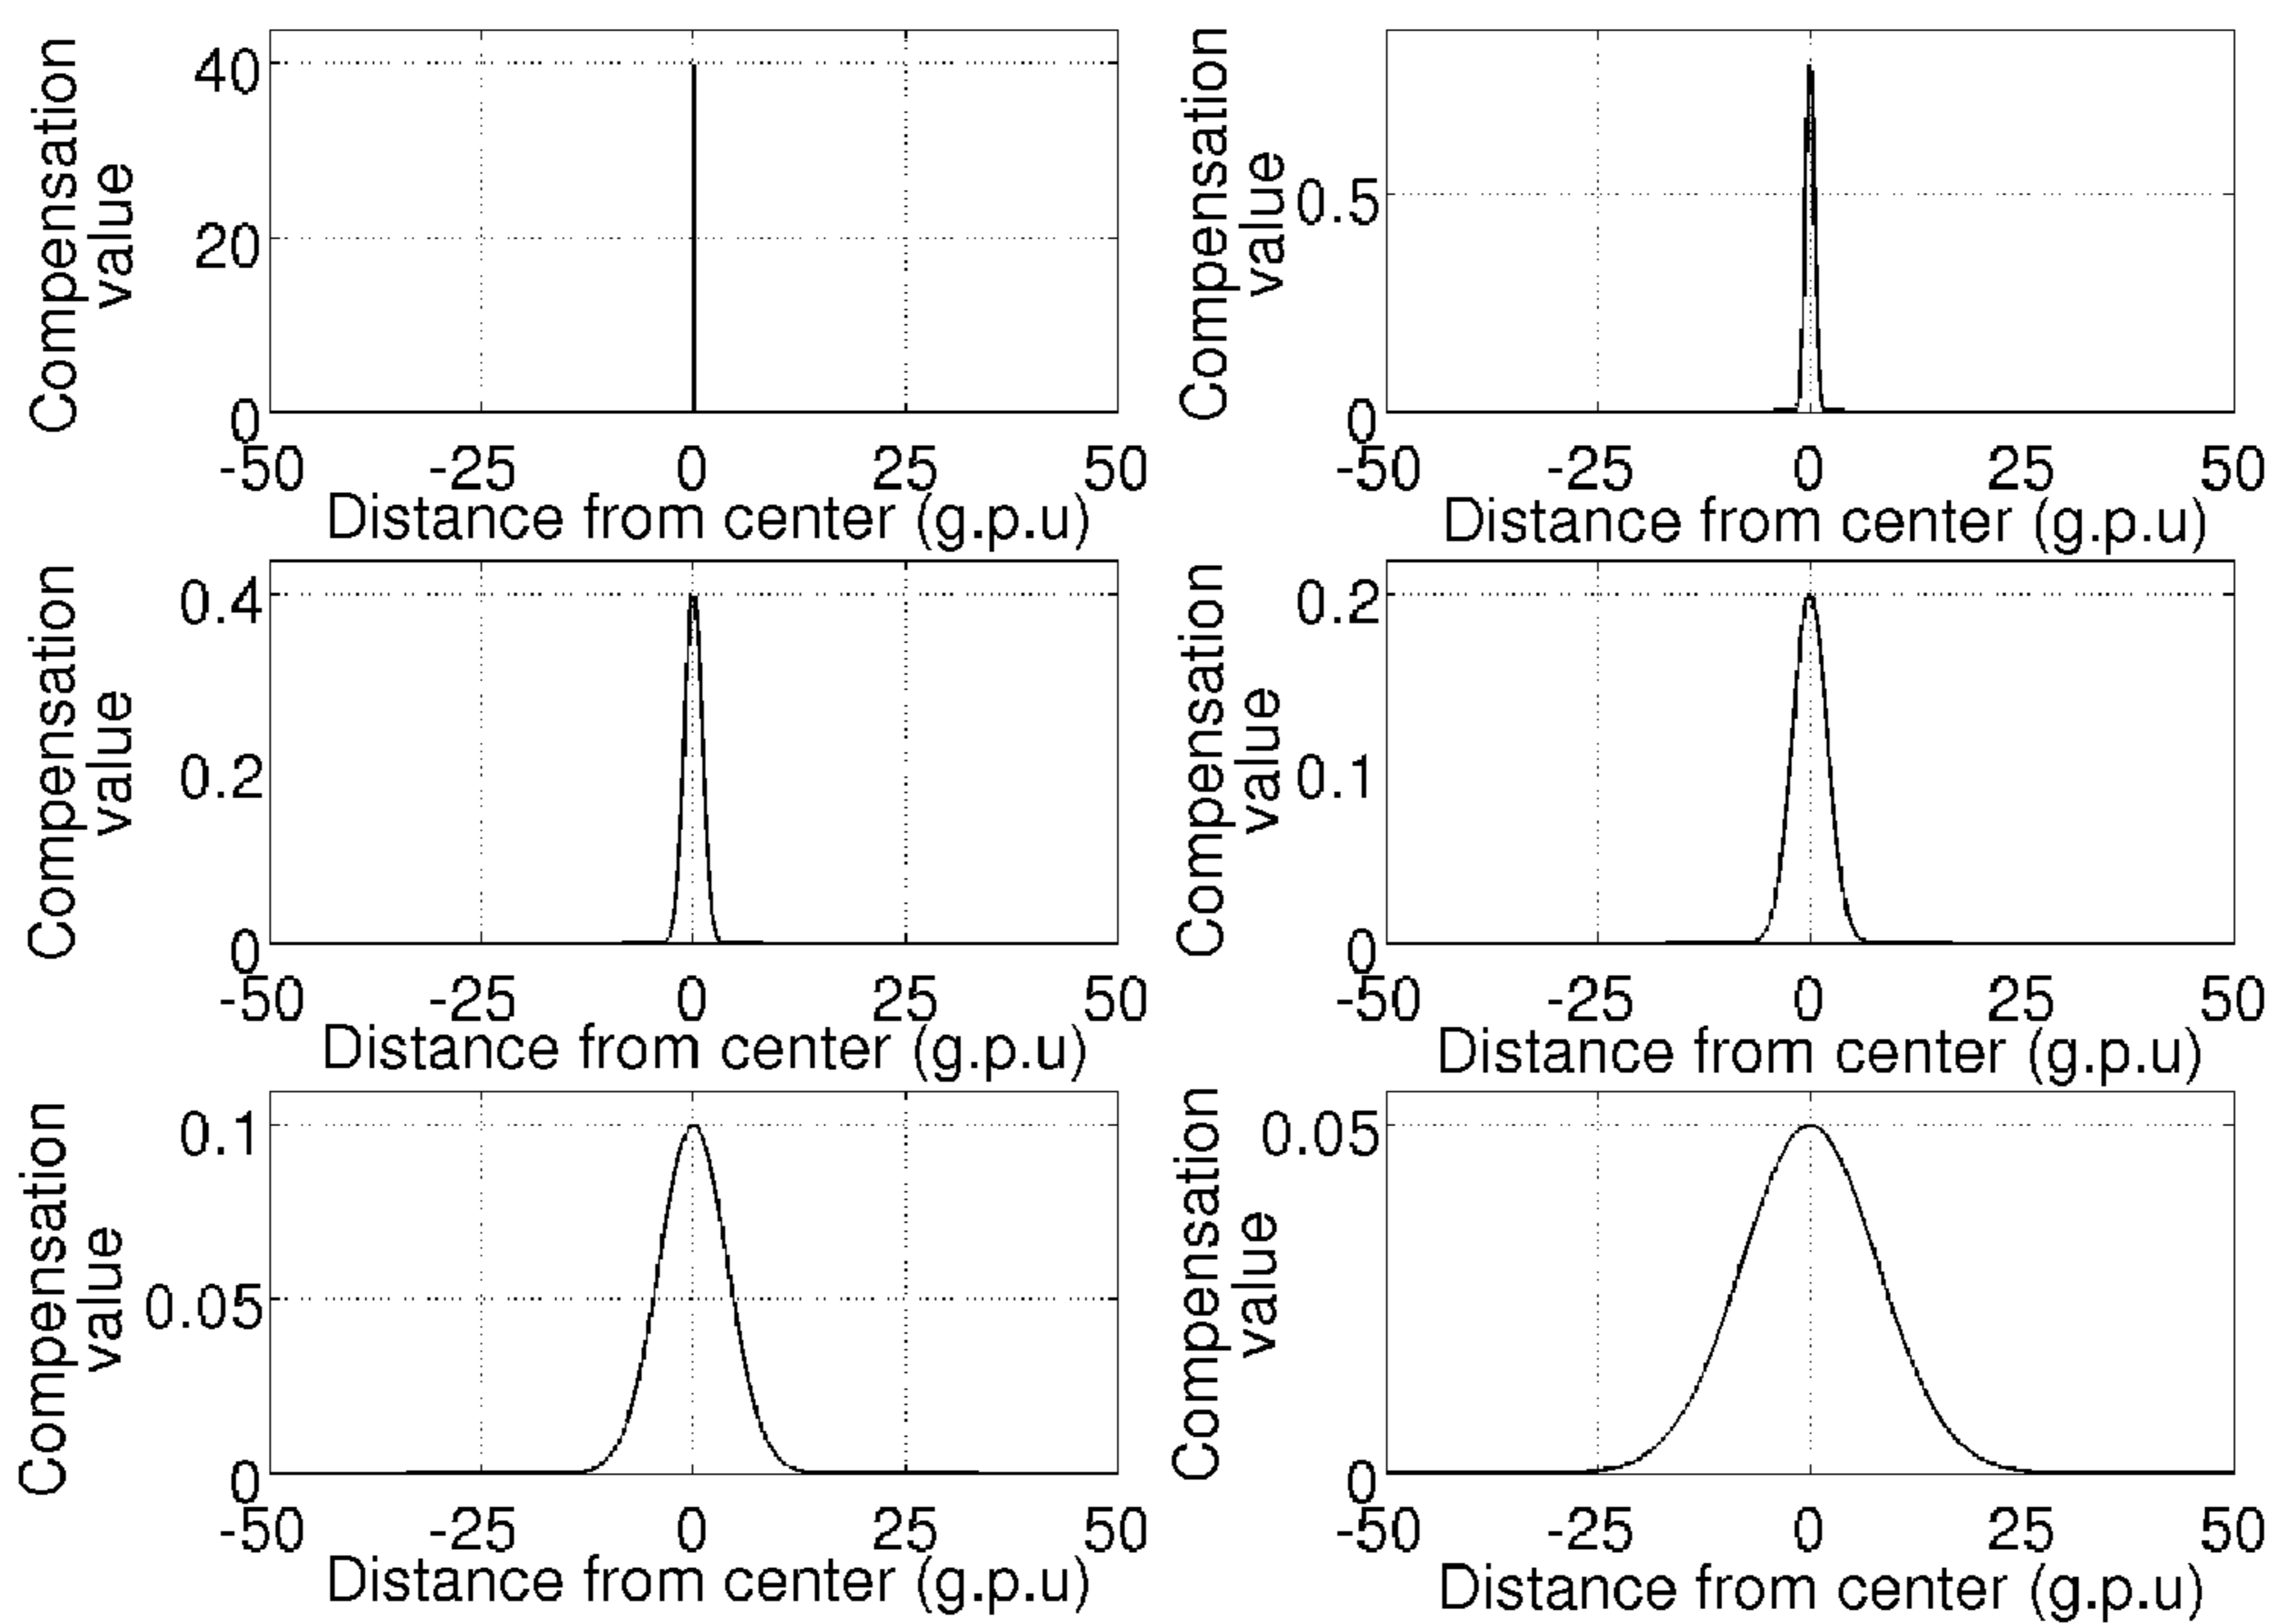 Compensation
value
40
20
0
-50 -25 0 25 50
Distance from center (g.p.u)
Compensation
value
0.5
0
-50 -25 0 25 50
Distance from center (g.p.u)
Compensation
value
0.4
0.2
0
-50 -25 0 25 50
Distance from center (g.p.u)
Compensation
value
0.2
0.1
0
-50 -25 0 25 50
Distance from center (g.p.u)
Compensation
value
0.1
0.05
0
-50 -25 0 25 50
Distance from center (g.p.u)
Compensation
value
0.05
0
-50 -25 0 25 50
Distance from center (g.p.u)